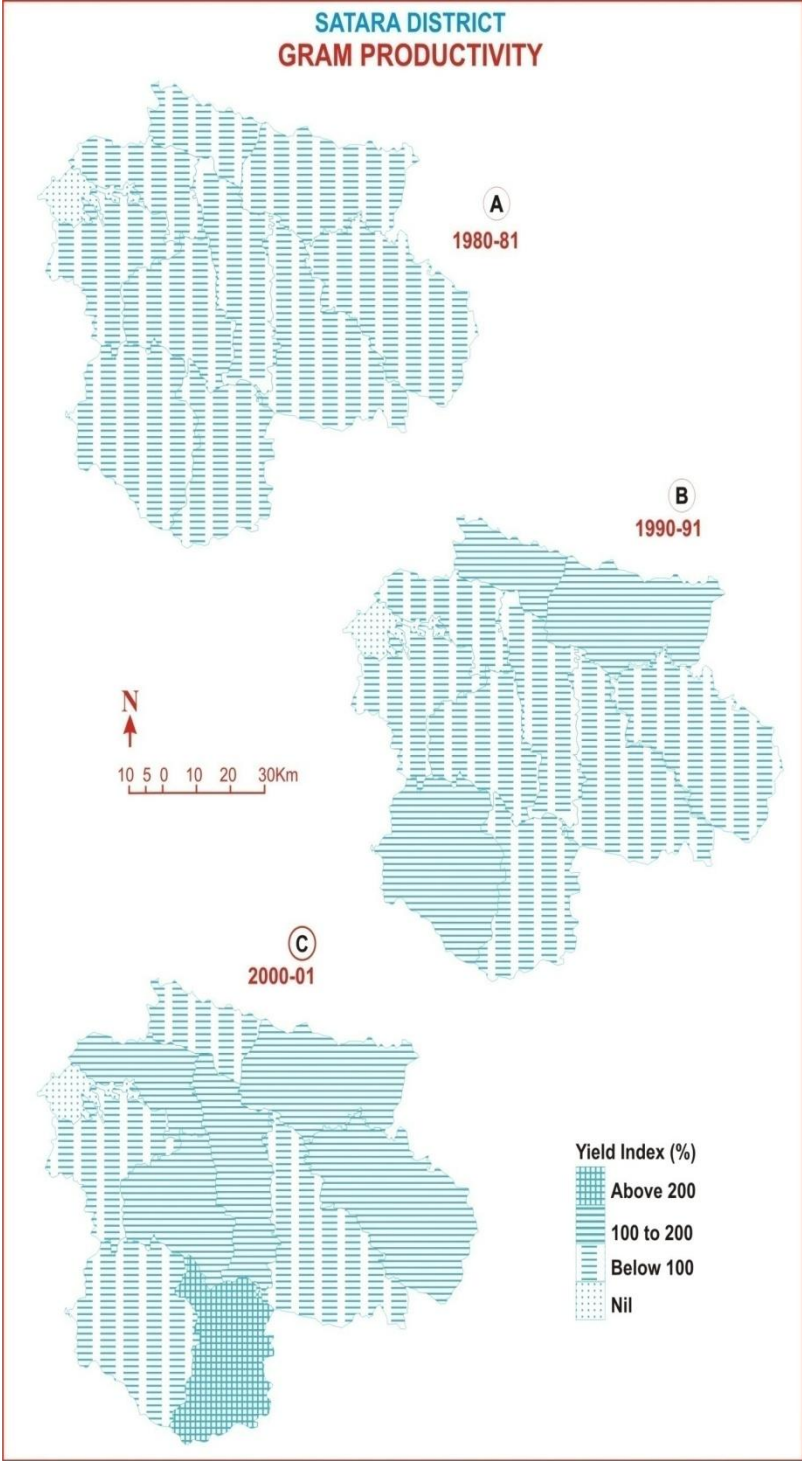 SATARA DISTRICT
GRAM PRODUCTIVITY
A
1980-81
B
1990-91
N
10 5 0 10 20 30Km
C
2000-01
Yield Index (%)
Above 200
100 to 200
Below 100
Nil